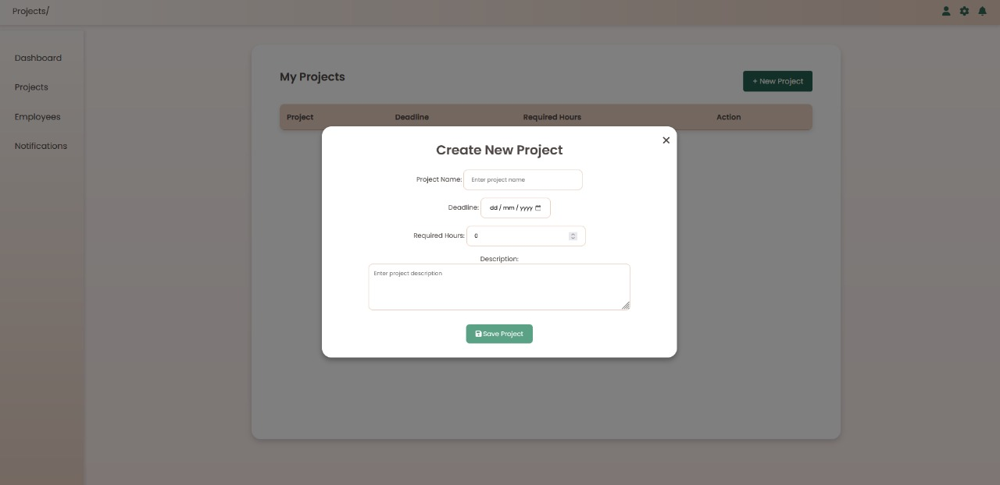 Projects/
Dashboard
Projects
Employees
Notifications
My Projects
+ New Project
Project Deadline Required Hours Action
Create New Project
Project Name: Enter project name
Deadline: dd / mm / yyyy
Required Hours: 0
Description:
Enter project description
Save Project